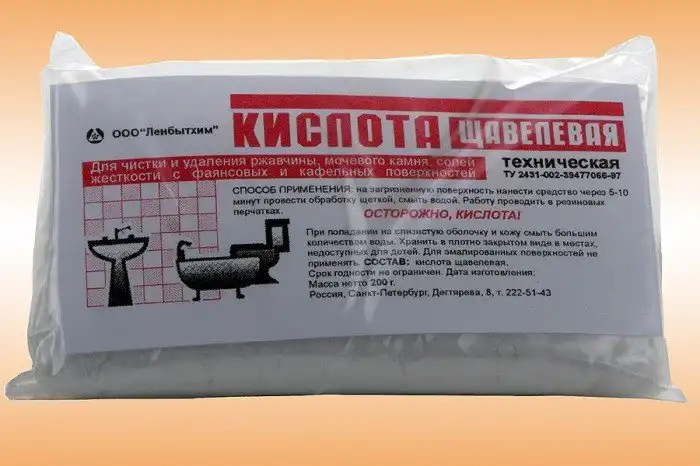 ООО"Ленбытхим"
КИСПОТА ЩАВЕЛЕВАЯ
Для чистки и удаления ржавчины, мочевого камня, солей
жесткости с фаянсовых и кафельных поверхностей
техническая
ТУ 2431-002-39477066-97
СПОСОБ ПРИМЕНЕНИЯ: на загрязненную поверхность нанести средство через 5-10
минут провести обработку щеткой, смыть водой. Работу проводить в резиновых
перчатках.
ОСТОРОЖНО, КИСЛОТА!
При попадании на слизистую оболочку и кожу смыть большим
количеством воды. Хранить в плотно закрытом виде в местах,
недоступных для детей. Для эмалированных поверхностей не
применять. СОСТАВ: кислота щавелевая.
Срок годности не ограничен. Дата изготовления:
Масса нетто 200 г.
Россия, Санкт-Петербург, Дегтярева, 8, т. 222-51-43